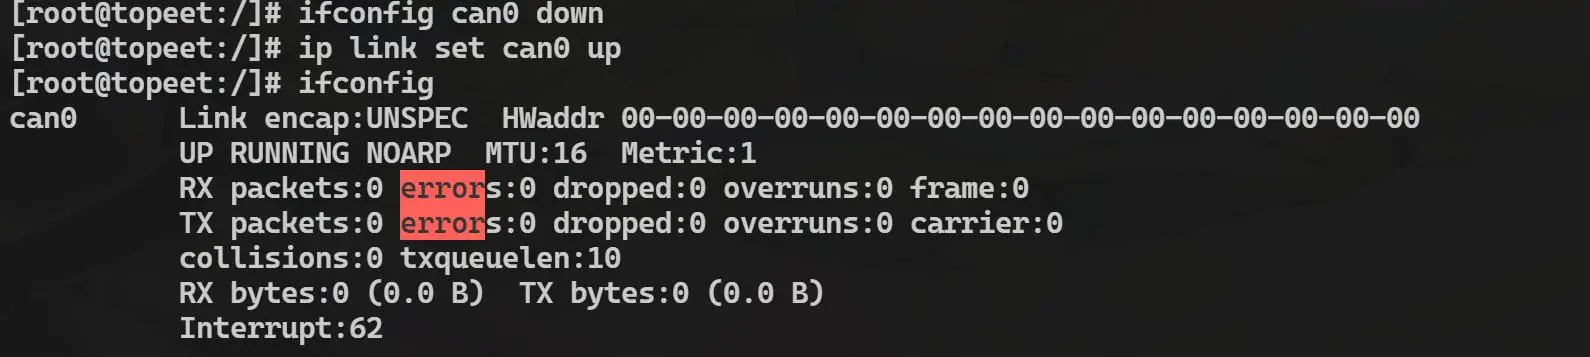 [root@topeet:/]# ifconfig can0 down
[root@topeet:/]# ip link set can0 up
[root@topeet:/]# ifconfig
can0 Link encap:UNSPEC HWaddr 00-00-00-00-00-00-00-00-00-00-00-00-00-00-00-00
UP RUNNING NOARP MTU:16 Metric:1
RX packets:0 errors:0 dropped:0 overruns:0 frame:0
TX packets:0 errors:0 dropped:0 overruns:0 carrier:0
collisions:0 txqueuelen:10
RX bytes:0 (0.0 B) TX bytes:0 (0.0 B)
Interrupt:62